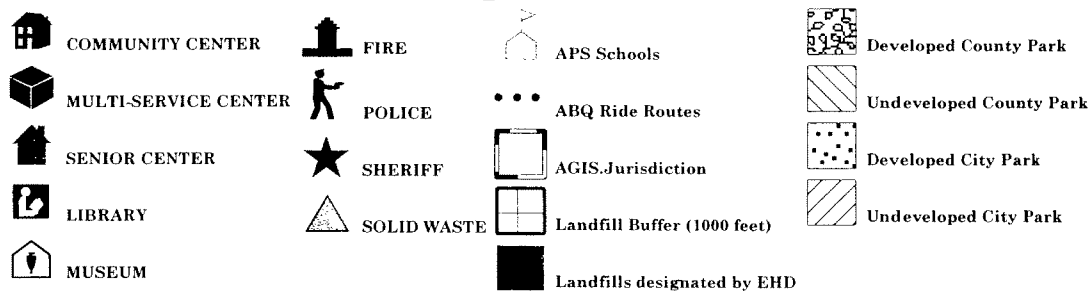 COMMUNITY CENTER
MULTI-SERVICE CENTER
SENIOR CENTER
LIBRARY
MUSEUM
FIRE
POLICE
SHERIFF
SOLID WASTE
APS Schools
ABQ Ride Routes
AGIS.Jurisdiction
Landfill Buffer (1000 feet)
Landfills designated by EHD
Developed County Park
Undeveloped County Park
Developed City Park
Undeveloped City Park